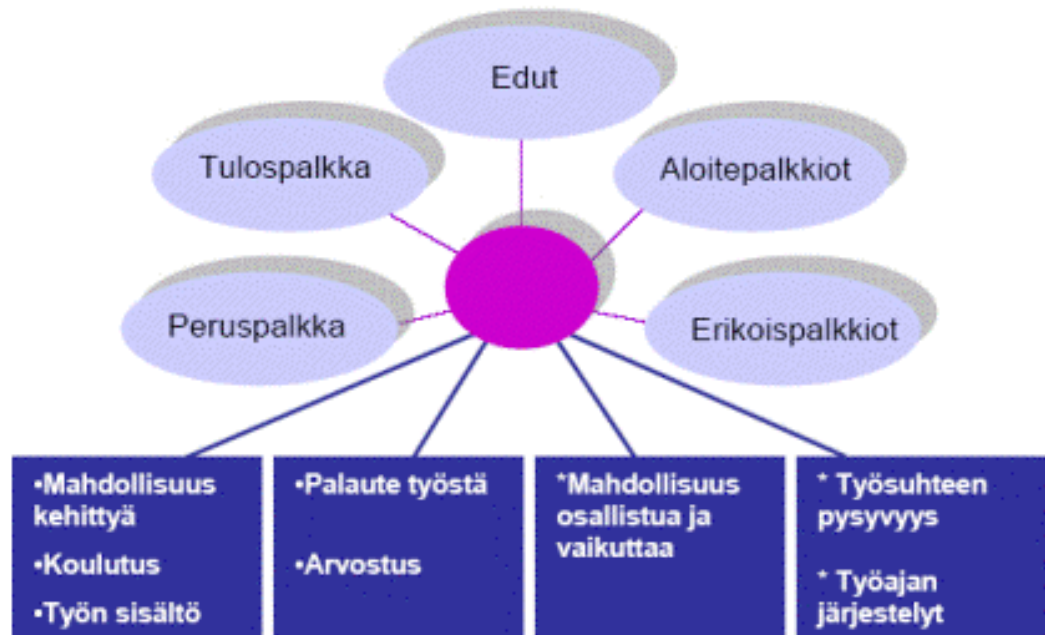 Edut
Tulospalkka
Aloitepalkkiot
Peruspalkka
Erikoispalkkiot
•Mahdollisuus
kehittyä
•Koulutus
•Työn sisältö
•Palaute työstä
•Arvostus
*Mahdollisuus
osallistua ja
vaikuttaa
* Työsuhteen
pysyvyys
* Työajan
järjestelyt